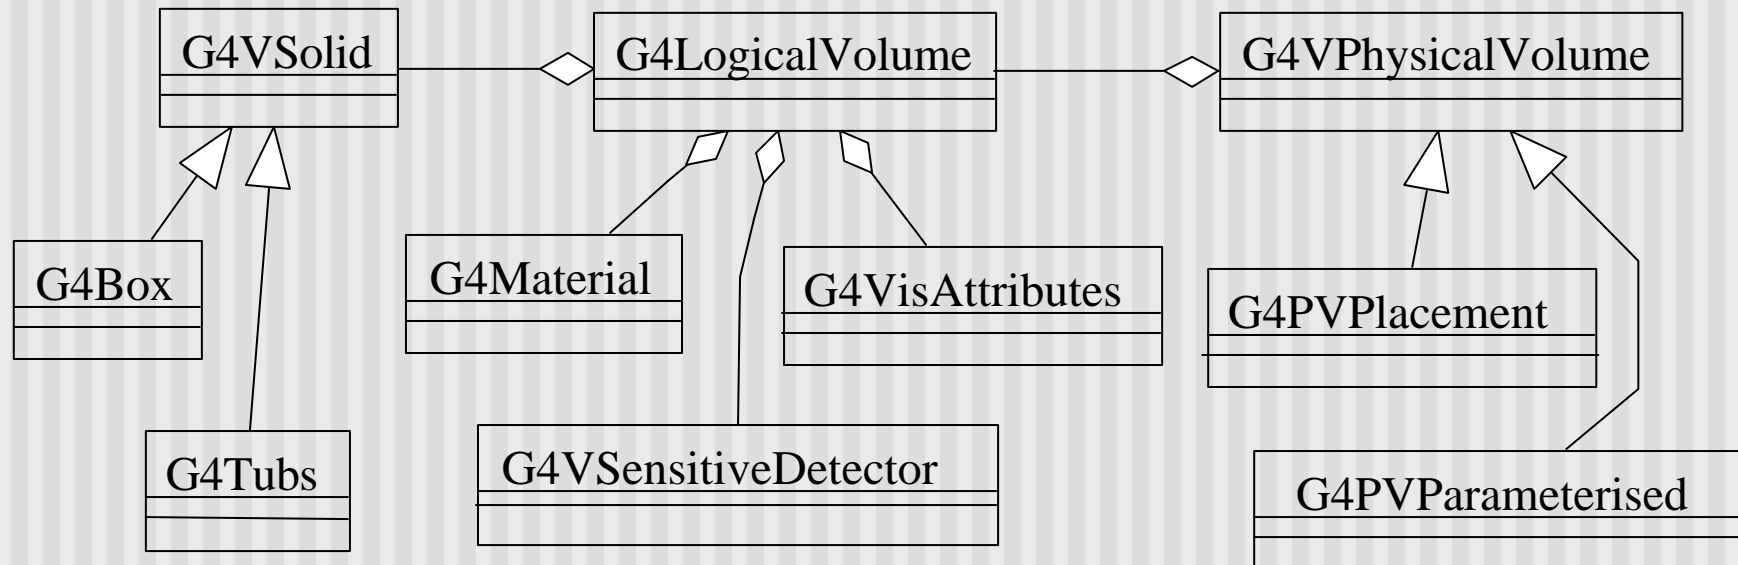 G4VSolid
G4LogicalVolume
G4VPhysicalVolume
G4Box
G4Material
G4VisAttributes
G4PVPlacement
G4Tubs
G4VSensitiveDetector
G4PVParameterised